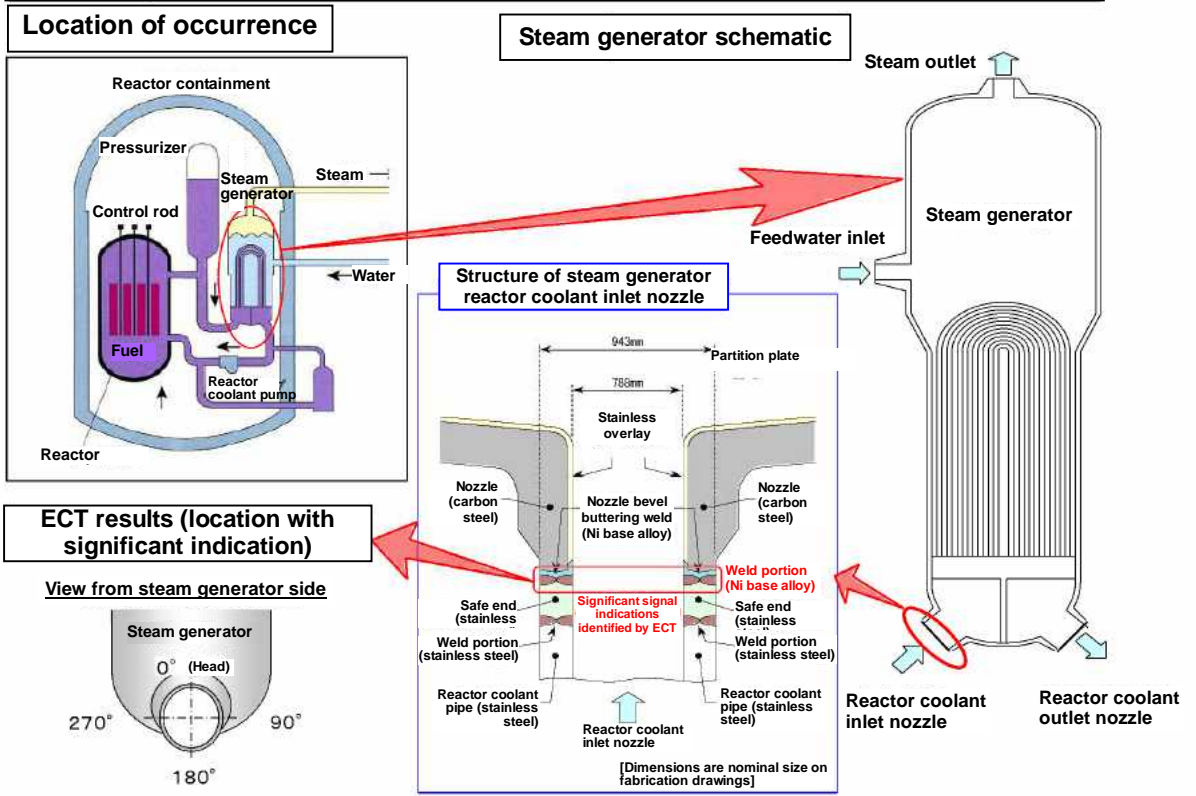 Location of occurrence
Steam generator schematic
Reactor containment
Pressurizer
Steam
generator
Steam
Control rod
Water
Fuel
Reactor
coolant pump
Reactor
Steam outlet
Steam generator
Feedwater inlet
Reactor coolant
inlet nozzle
Reactor coolant
outlet nozzle
Structure of steam generator
reactor coolant inlet nozzle
943mm
Partition plate
788mm
Stainless
overlay
Nozzle
(carbon
steel)
Nozzle bevel
buttering weld
(Ni base alloy)
Nozzle
(carbon
steel)
Weld portion
(Ni base alloy)
Safe end
(stainless
Significant signal
indications
identified by ECT
Safe end
(stainless
Weld portion
(stainless steel)
Weld portion
(stainless steel)
Reactor coolant
pipe (stainless
steel)
Reactor coolant
pipe (stainless
steel)
Reactor coolant
inlet nozzle
[Dimensions are nominal size on
fabrication drawings]
ECT results (location with
significant indication)
View from steam generator side
Steam generator
0° (Head)
270°
90°
180°